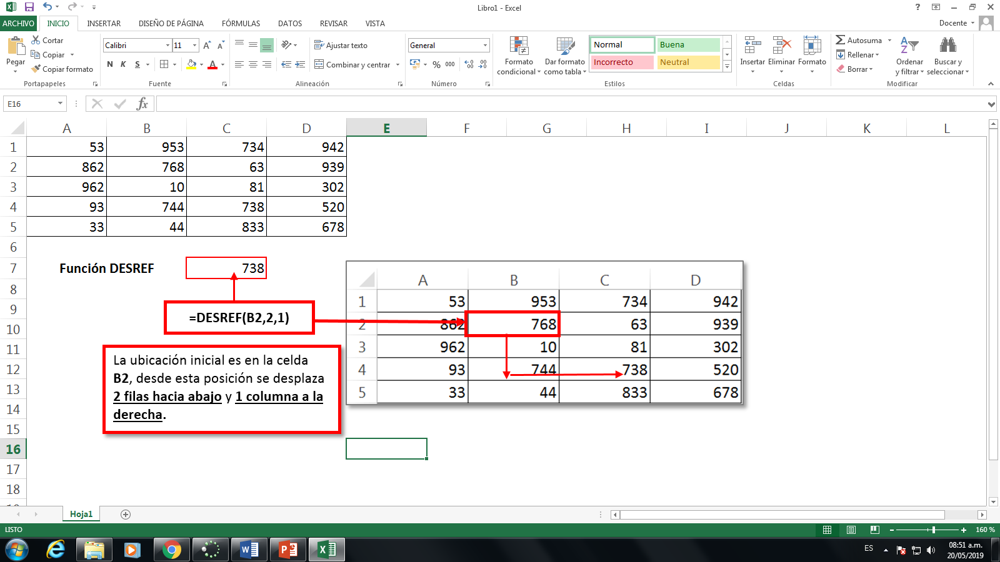 Libro1 - Excel
ARCHIVO INICIO INSERTAR DISEÑO DE PÁGINA FÓRMULAS DATOS REVISAR VISTA Docente
Pegar
Cortar
Copiar
Copiar formato
Portapapeles
Calibri 11
N K S
Fuente
Ajustar texto
Combinar y centrar
Alineación
General
% 000
Número
Formato condicional
Dar formato como tabla
Normal Buena
Incorrecto Neutral
Estilos
Insertar Eliminar Formato
Celdas
Autosuma
Rellenar
Borrar
Ordenar y filtrar
Buscar y seleccionar
Modificar
E16
fx
A B C D E F G H I J K L
1 53 953 734 942
2 862 768 63 939
3 962 10 81 302
4 93 744 738 520
5 33 44 833 678
6
7 Función DESREF 738
8
9
10
11
12
13
14
15
16
17
18
=DESREF(B2,2,1)
La ubicación inicial es en la celda
B2, desde esta posición se desplaza
2 filas hacia abajo y 1 columna a la
derecha.
A B C D
1 53 953 734 942
2 862 768 63 939
3 962 10 81 302
4 93 744 738 520
5 33 44 833 678
Hoja1
LISTO
160 %
ES
08:51 a.m.
20/05/2019